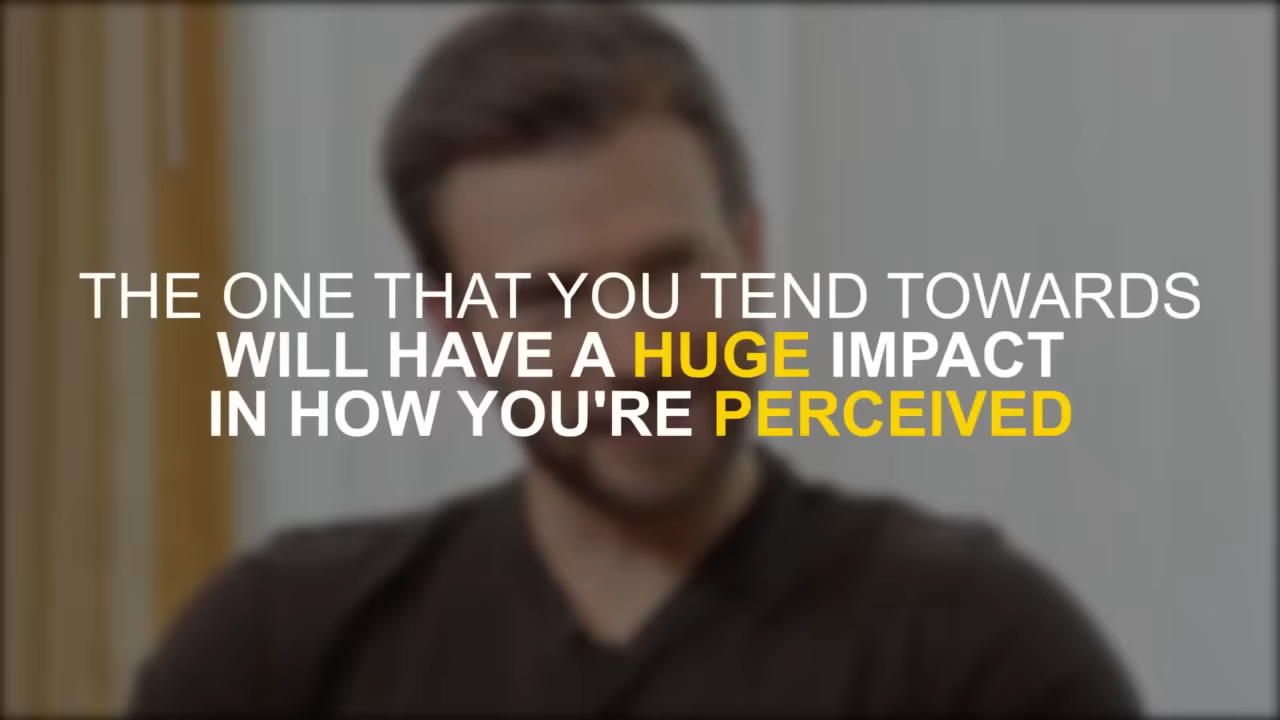 THE ONE THAT YOU TEND TOWARDS
WILL HAVE A HUGE IMPACT
IN HOW YOU'RE PERCEIVED